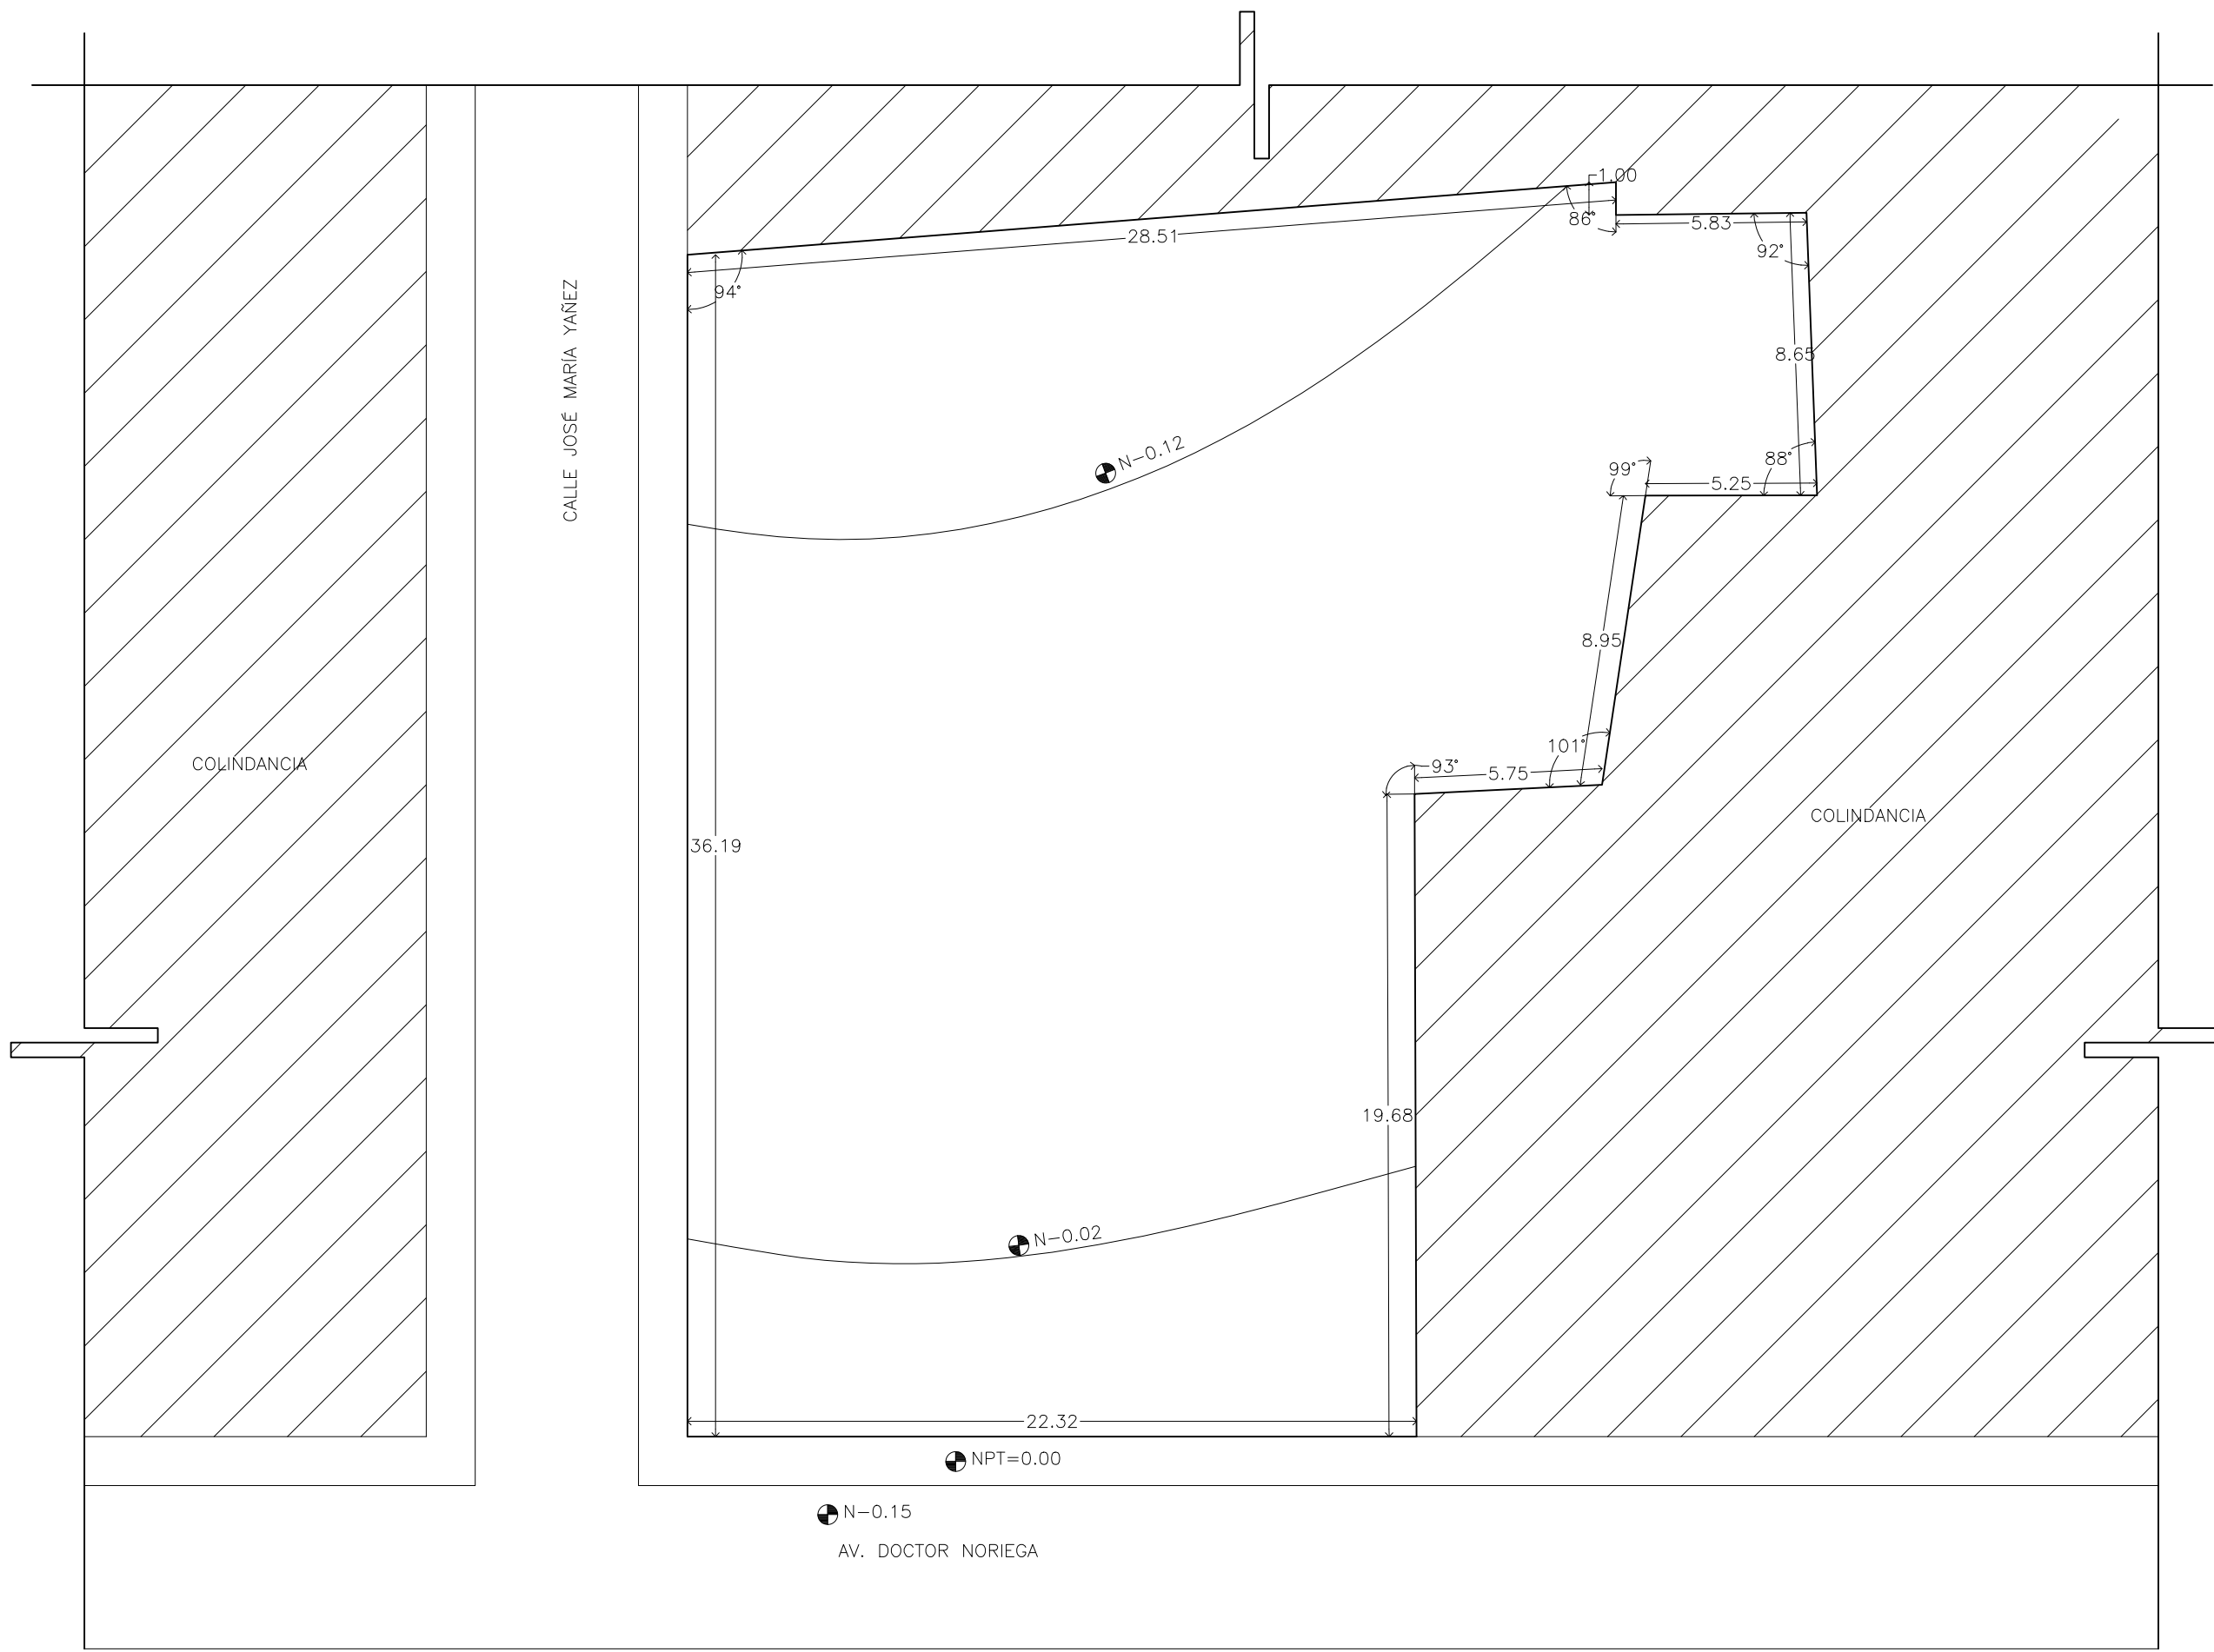 1.00
86°
5.83
28.51
92°
94°
CALLE JOSÉ MARÍA YAÑEZ
8.65
N-0.12
88°
99°
5.25
8.95
101°
93°
5.75
COLINDANCIA
COLINDANCIA
36.19
19.68
N-0.02
22.32
NPT=0.00
N-0.15
AV. DOCTOR NORIEGA